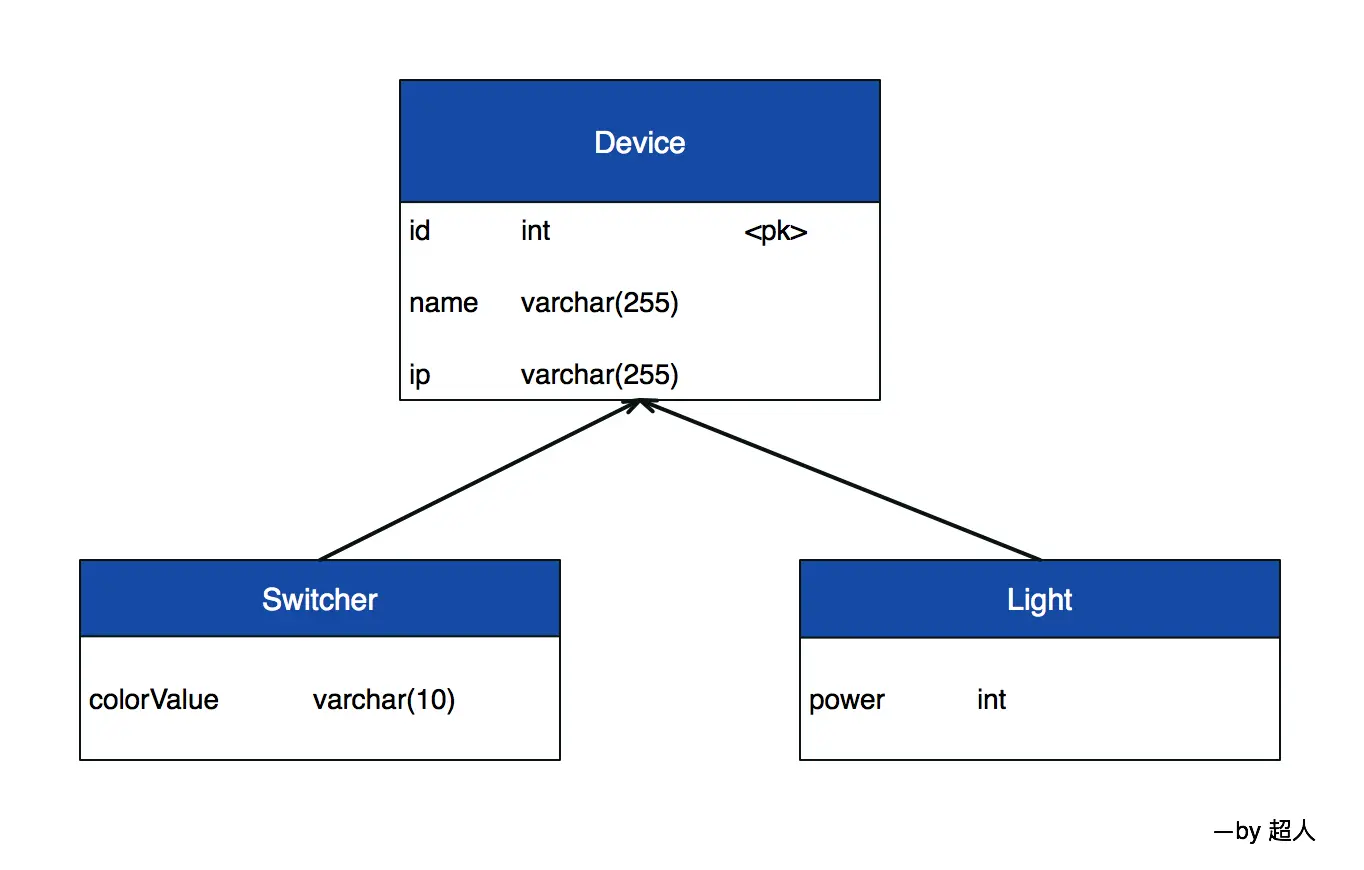 Device
id int <pk>
name varchar(255)
ip varchar(255)
Switcher
colorValue varchar(10)
Light
power int
—by 超人